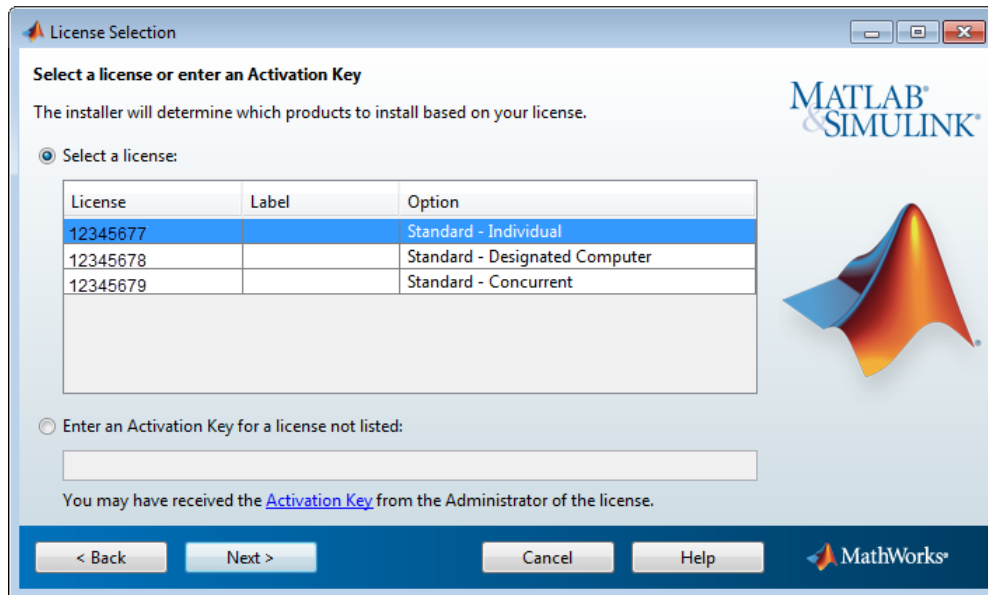 License Selection
Select a license or enter an Activation Key
The installer will determine which products to install based on your license.
MATLAB®
&SIMULINK®
Select a license:
License Label Option
12345677 Standard - Individual
12345678 Standard - Designated Computer
12345679 Standard - Concurrent
Enter an Activation Key for a license not listed:
You may have received the Activation Key from the Administrator of the license.
< Back Next > Cancel Help MathWorks®